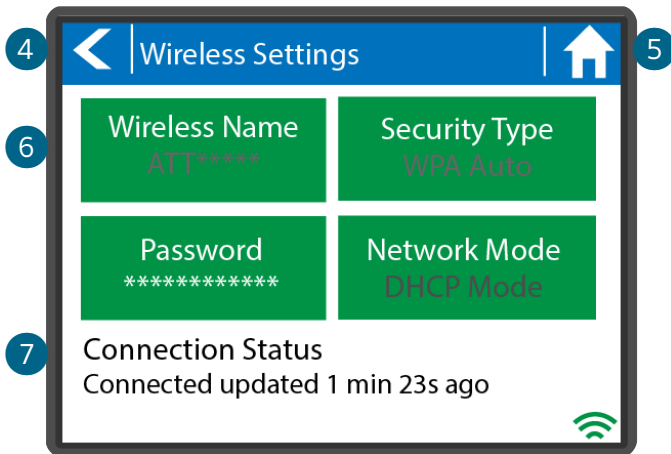 4
Wireless Settings
5
6
Wireless Name
ATT*****
Security Type
WPA Auto
Password
************
Network Mode
DHCP Mode
7
Connection Status
Connected updated 1 min 23s ago